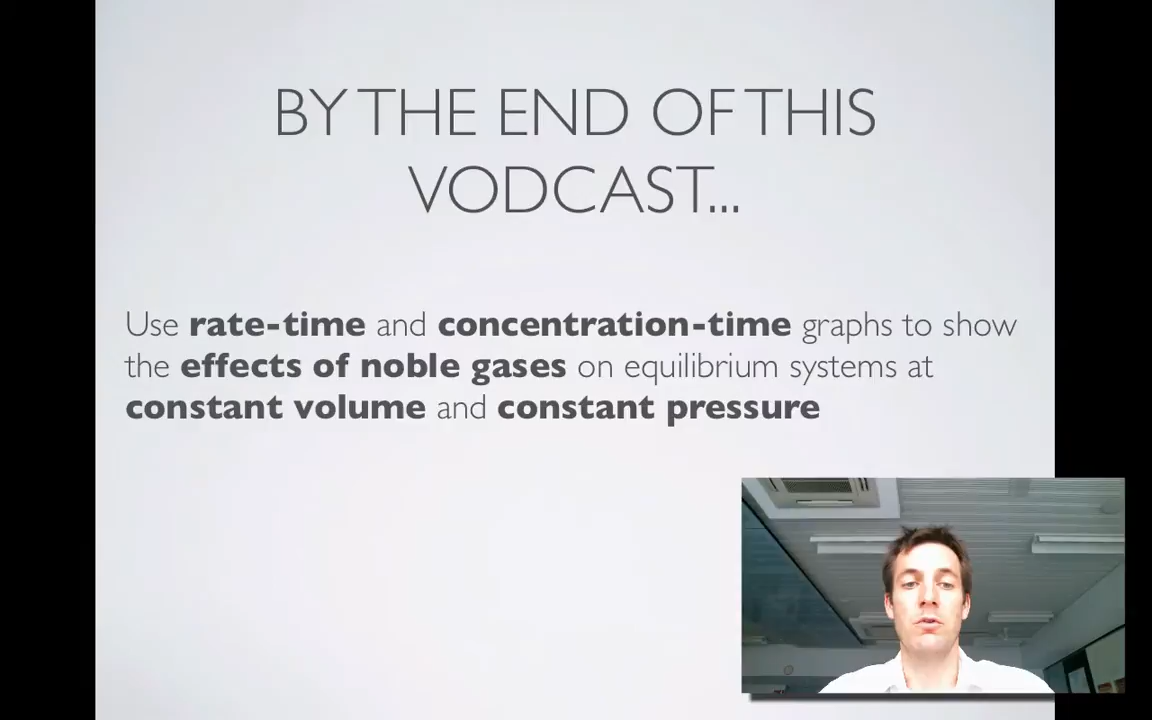 BY THE END OF THIS
VODCAST...
Use rate-time and concentration-time graphs to show
the effects of noble gases on equilibrium systems at
constant volume and constant pressure